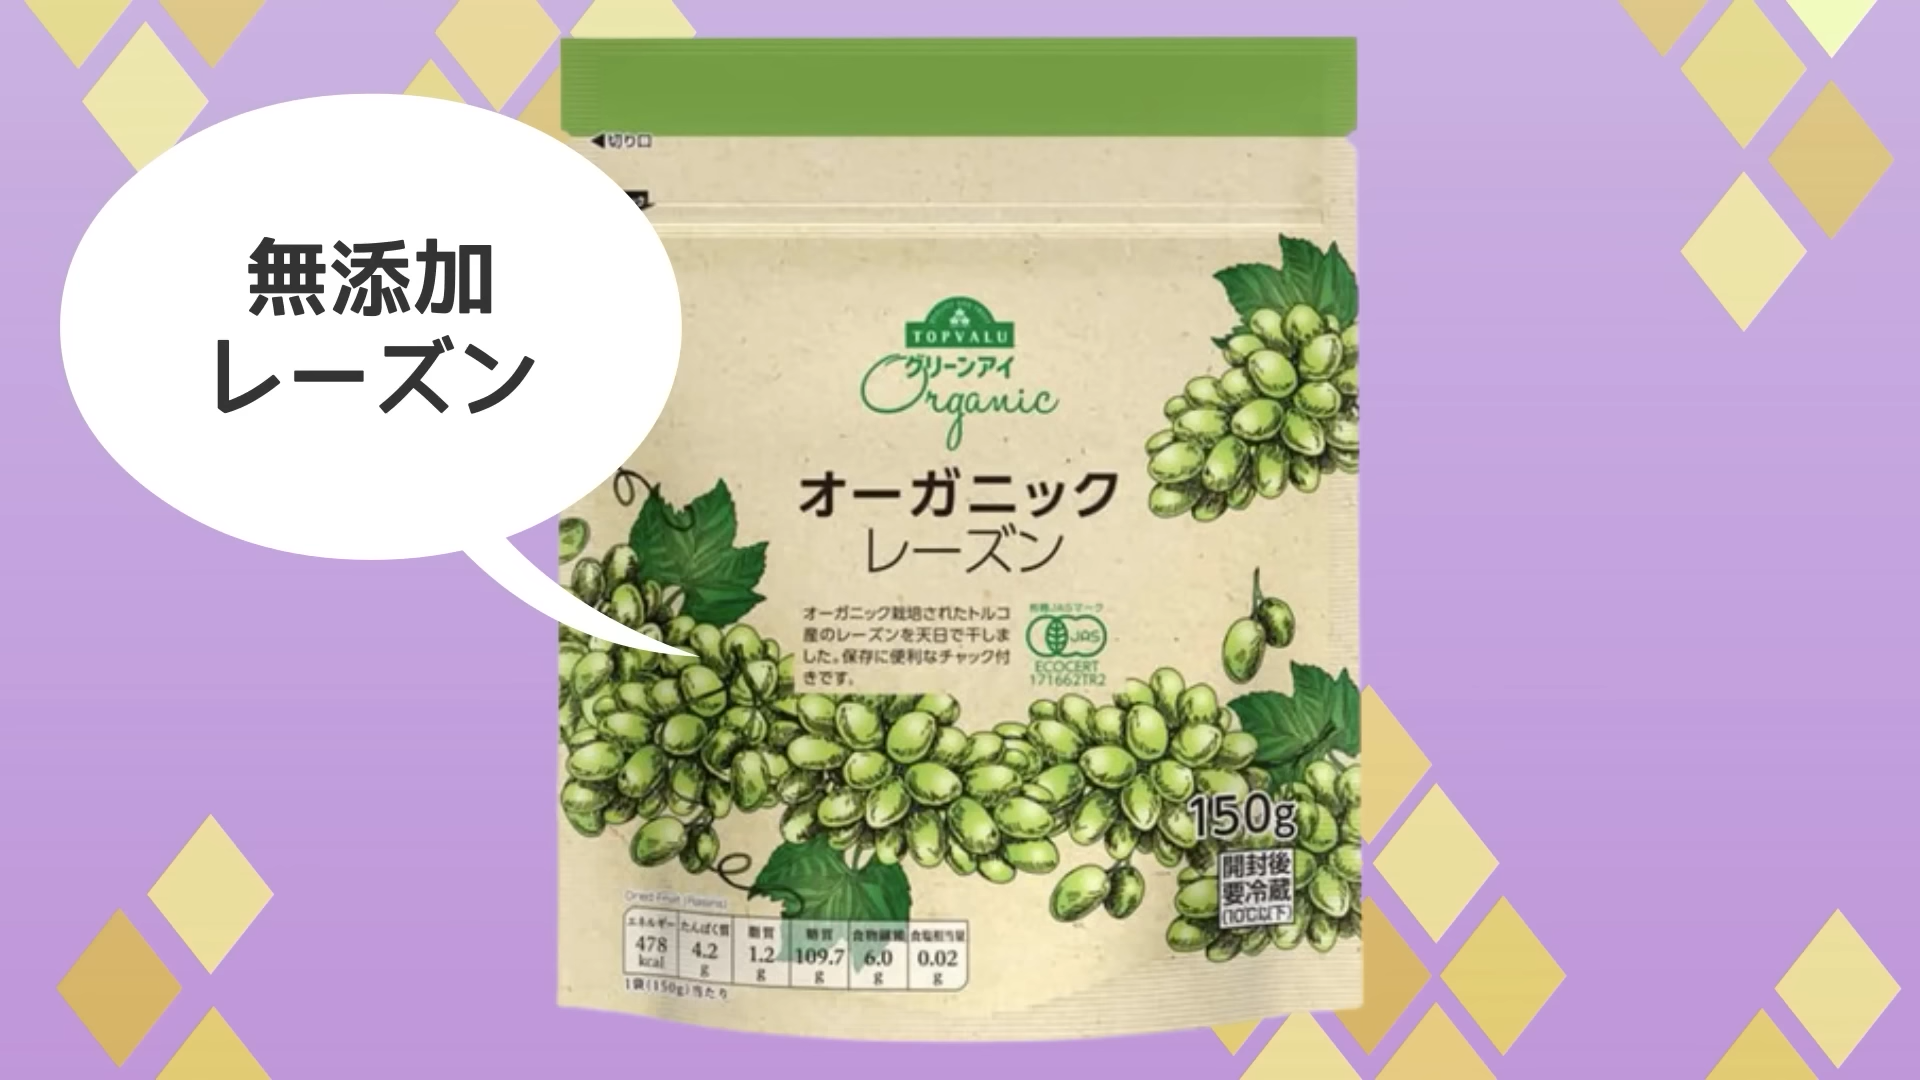 無添加
レーズン
◀切り口
TOPVALU
グリーンアイ
Organic
オーガニック
レーズン
オーガニック栽培されたトルコ
産のレーズンを天日で干しま
した。保存に便利なチャック付
きです。
有機JASマーク
JAS
ECOCERT
171662TR2
150g
開封後
要冷蔵
(10℃以下)
Dried Fruit (Raisins)
エネルギー たんぱく質 脂質 糖質 食物繊維 食塩相当量
478 4.2 1.2 109.7 6.0 0.02
kcal g g g g g
1袋(150g)当たり